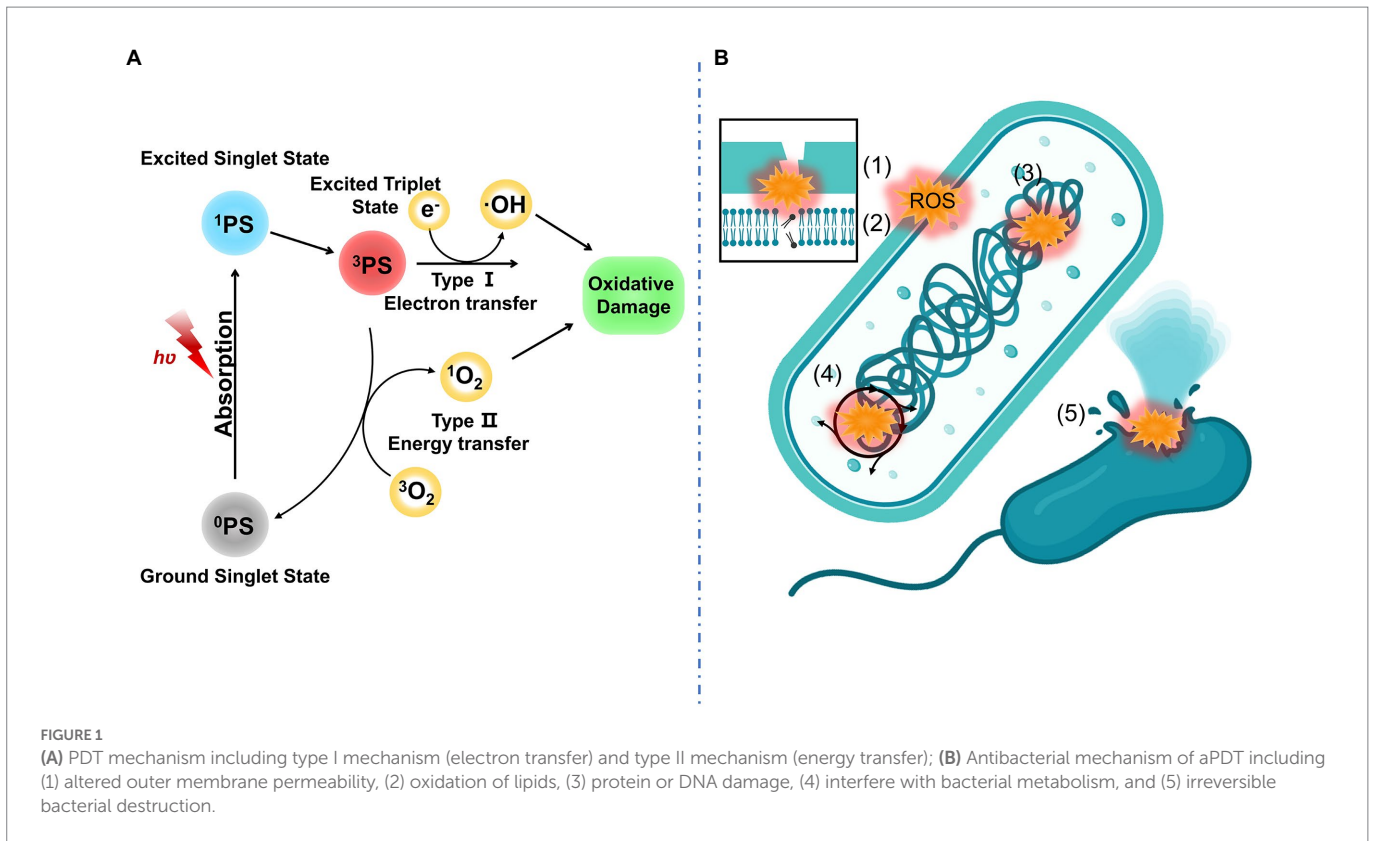 A
Excited Singlet State
¹PS
Excited Triplet
State
e⁻
·OH
³PS
Type Ⅰ
Electron transfer
Oxidative
Damage
hυ
Absorption
¹O₂
Type Ⅱ
Energy transfer
³O₂
⁰PS
Ground Singlet State
B
(1)
(2)
ROS
(3)
(4)
(5)
FIGURE 1
(A) PDT mechanism including type I mechanism (electron transfer) and type II mechanism (energy transfer); (B) Antibacterial mechanism of aPDT including
(1) altered outer membrane permeability, (2) oxidation of lipids, (3) protein or DNA damage, (4) interfere with bacterial metabolism, and (5) irreversible
bacterial destruction.